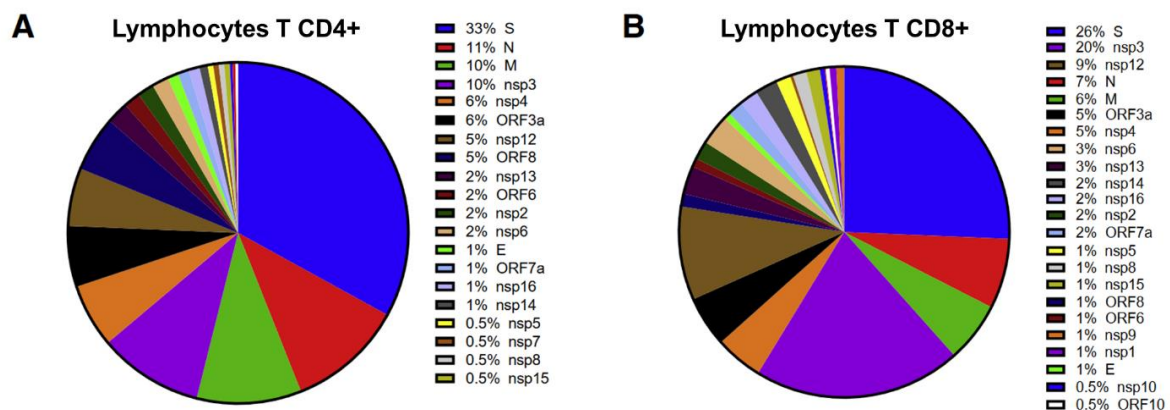 A
Lymphocytes T CD4+
33% S
11% N
10% M
10% nsp3
6% nsp4
6% ORF3a
5% nsp12
5% ORF8
2% nsp13
2% ORF6
2% nsp2
2% nsp6
1% E
1% ORF7a
1% nsp16
1% nsp14
0.5% nsp5
0.5% nsp7
0.5% nsp8
0.5% nsp15
B
Lymphocytes T CD8+
26% S
20% nsp3
9% nsp12
7% N
6% M
5% ORF3a
5% nsp4
3% nsp6
3% nsp13
2% nsp14
2% nsp16
2% nsp2
2% ORF7a
1% nsp5
1% nsp8
1% nsp15
1% ORF8
1% ORF6
1% nsp9
1% nsp1
1% E
0.5% nsp10
0.5% ORF10